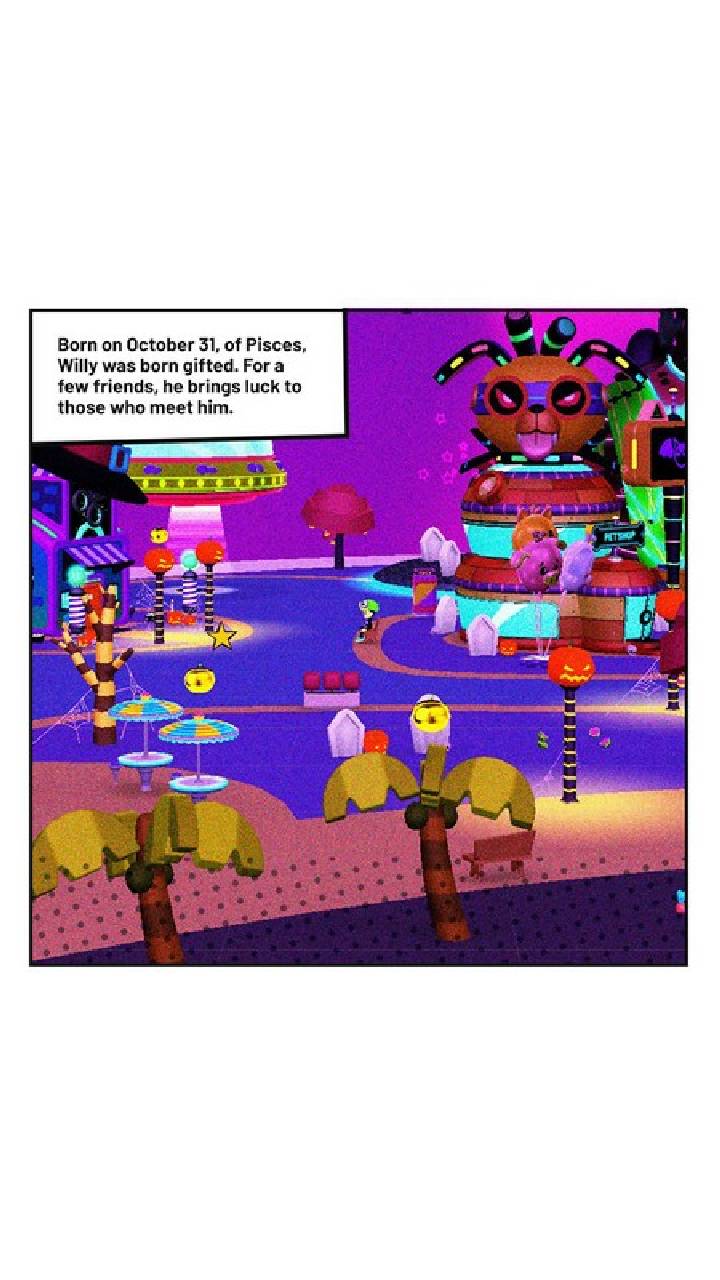 Born on October 31, of Pisces,
Willy was born gifted. For a
few friends, he brings luck to
those who meet him.
PETSHOP